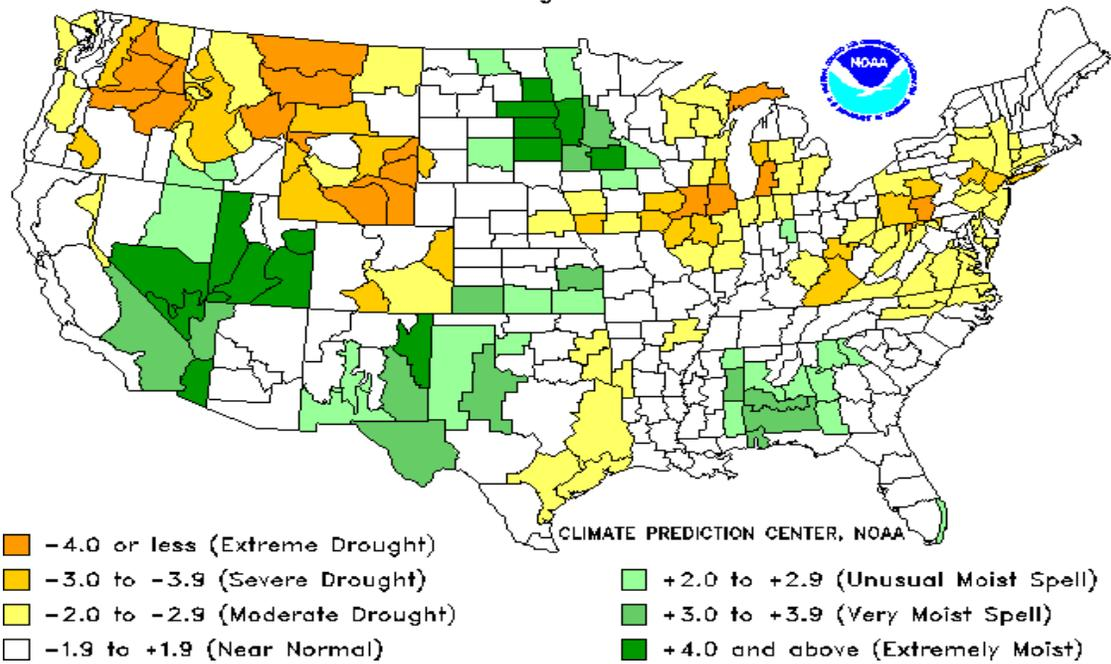 NOAA
CLIMATE PREDICTION CENTER, NOAA
-4.0 or less (Extreme Drought)
-3.0 to -3.9 (Severe Drought)
-2.0 to -2.9 (Moderate Drought)
-1.9 to +1.9 (Near Normal)
+2.0 to +2.9 (Unusual Moist Spell)
+3.0 to +3.9 (Very Moist Spell)
+4.0 and above (Extremely Moist)